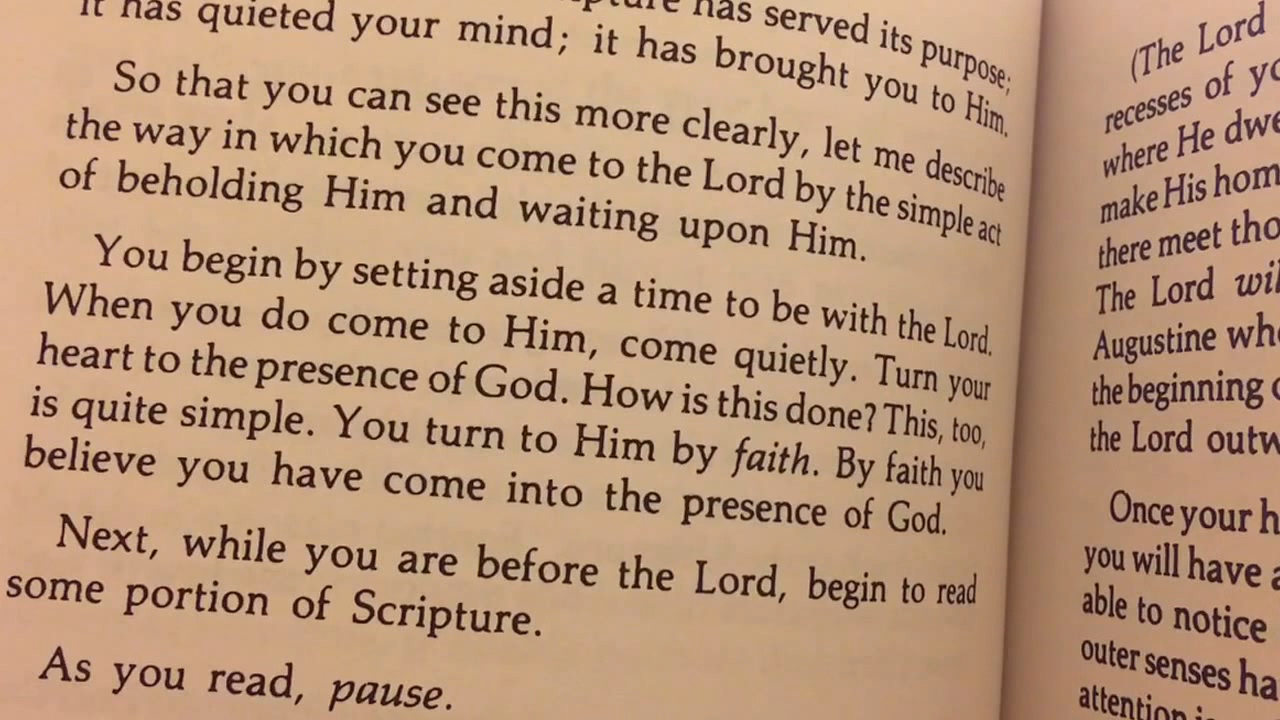 has served its purpose;
it has quieted your mind; it has brought you to Him.
So that you can see this more clearly, let me describe
the way in which you come to the Lord by the simple act
of beholding Him and waiting upon Him.
You begin by setting aside a time to be with the Lord.
When you do come to Him, come quietly. Turn your
heart to the presence of God. How is this done? This, too,
is quite simple. You turn to Him by faith. By faith you
believe you have come into the presence of God.
Next, while you are before the Lord, begin to read
some portion of Scripture.
As you read, pause.
(The Lord
recesses of
where He
make His
there meet
The Lord
Augustine
the beginning
the Lord
Once your
you will have
able to notice
outer senses
attention